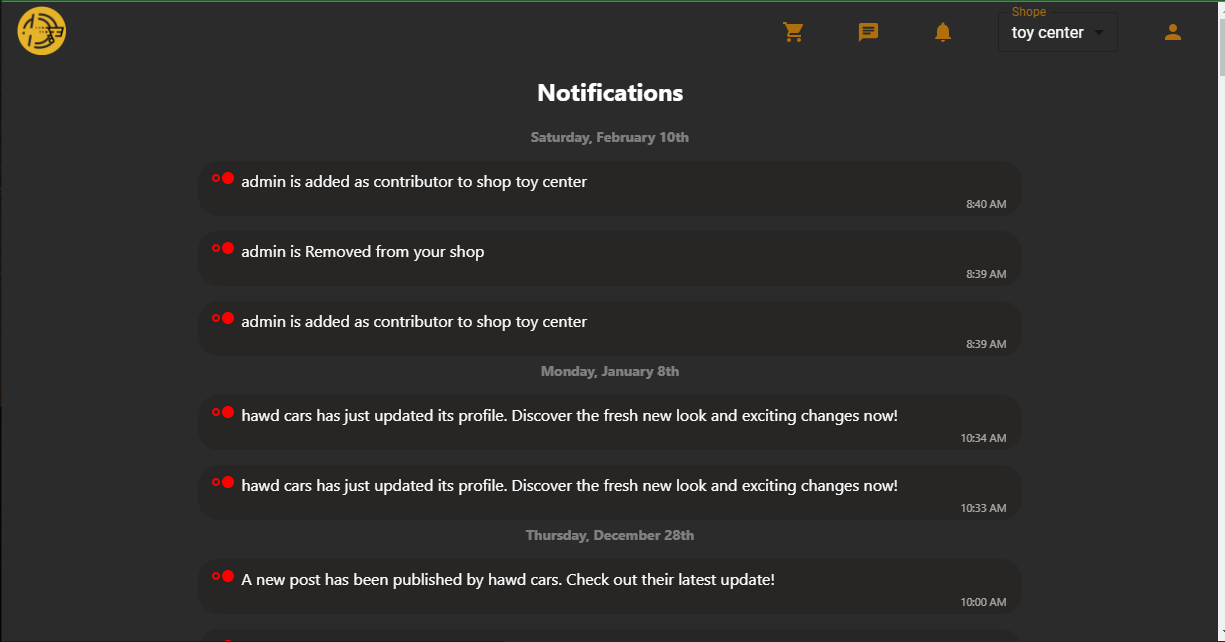 Shope
toy center
Notifications
Saturday, February 10th
admin is added as contributor to shop toy center
8:40 AM
admin is Removed from your shop
8:39 AM
admin is added as contributor to shop toy center
8:39 AM
Monday, January 8th
hawd cars has just updated its profile. Discover the fresh new look and exciting changes now!
10:34 AM
hawd cars has just updated its profile. Discover the fresh new look and exciting changes now!
10:33 AM
Thursday, December 28th
A new post has been published by hawd cars. Check out their latest update!
10:00 AM